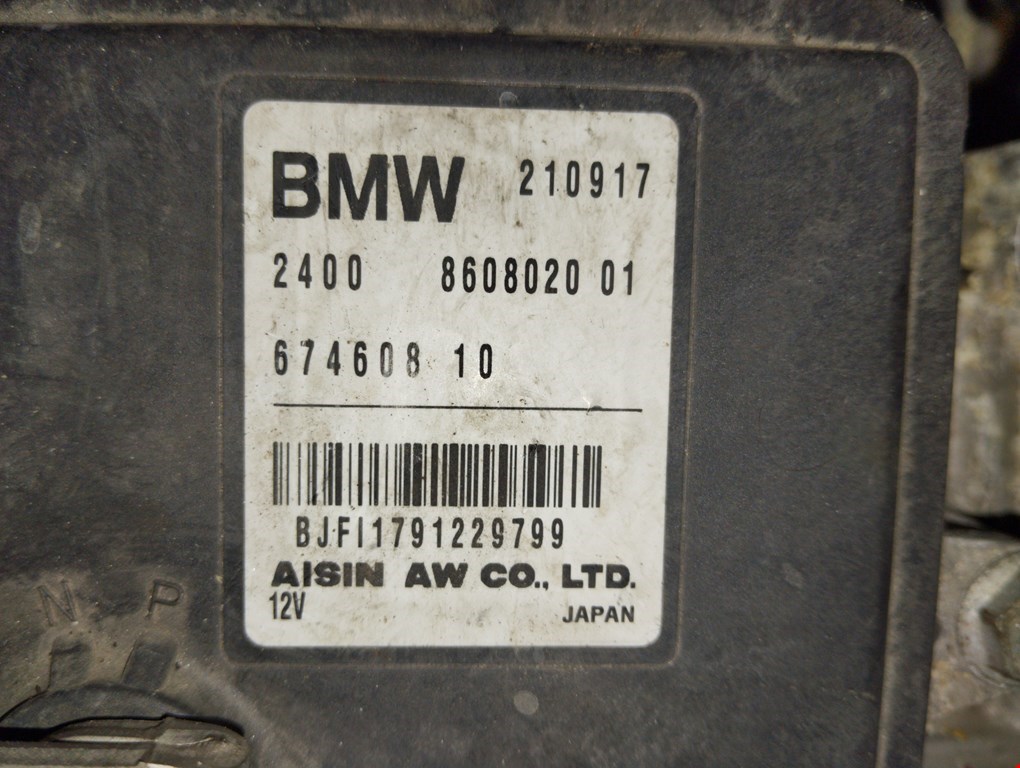 BMW 210917
2400 8608020 01
674608 10
BJFI1791229799
AISIN AW CO., LTD.
12V JAPAN
N P